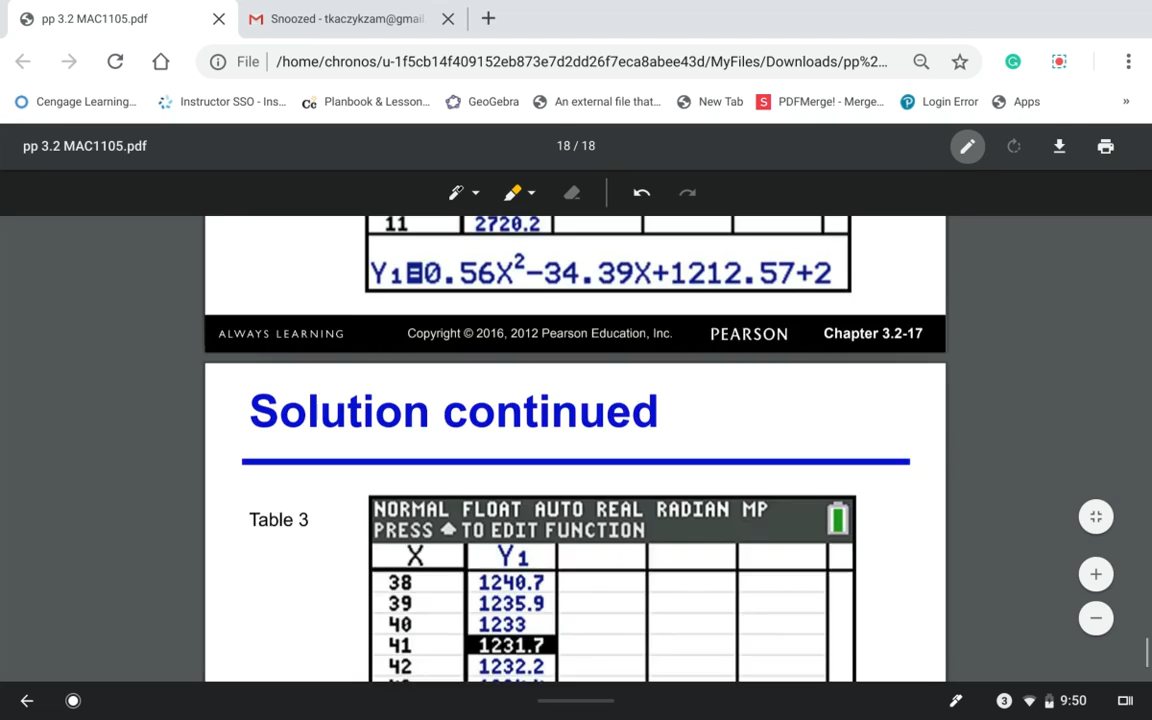 pp 3.2 MAC1105.pdf
Snoozed - tkaczykzam@gmail.
File | /home/chronos/u-1f5cb14f409152eb873e7d2dd26f7eca8abee43d/MyFiles/Downloads/pp%2...
Cengage Learning... Instructor SSO - Ins... Planbook & Lesson... GeoGebra An external file that... New Tab PDFMerge! - Merge... Login Error Apps »
pp 3.2 MAC1105.pdf 18 / 18
11 2720.2
Y1=0.56X²-34.39X+1212.57+2
ALWAYS LEARNING Copyright © 2016, 2012 Pearson Education, Inc. PEARSON Chapter 3.2-17
Solution continued
Table 3
NORMAL FLOAT AUTO REAL RADIAN MP
PRESS TO EDIT FUNCTION
X Y1
38 1240.7
39 1235.9
40 1233
41 1231.7
42 1232.2
3 9:50